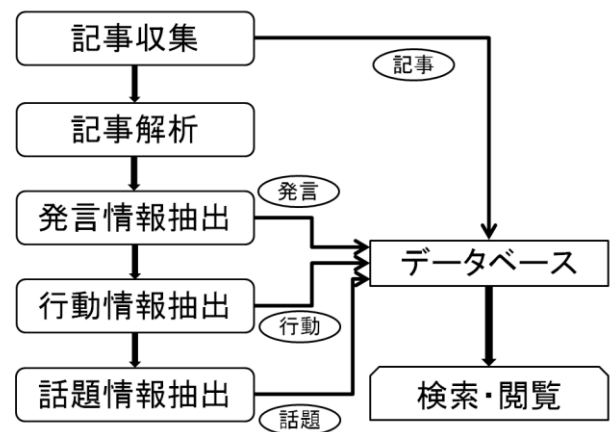 記事収集
記事
記事解析
発言情報抽出
発言
データベース
行動情報抽出
行動
話題情報抽出
話題
検索・閲覧